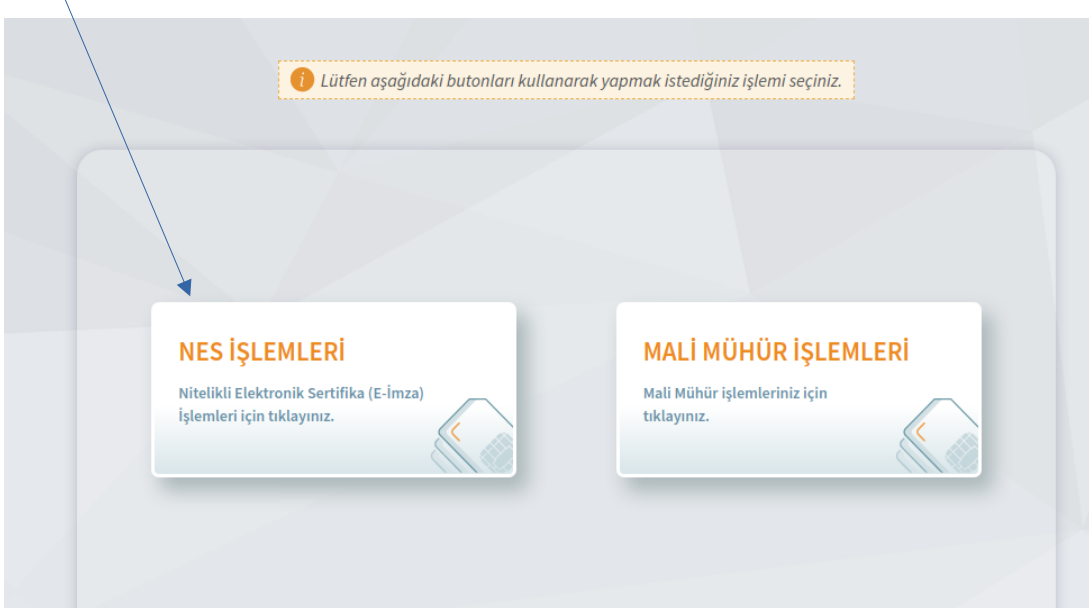 Lütfen aşağıdaki butonları kullanarak yapmak istediğiniz işlemi seçiniz.
NES İŞLEMLERİ
Nitelikli Elektronik Sertifika (E-İmza)
İşlemleri için tıklayınız.
MALİ MÜHÜR İŞLEMLERİ
Mali Mühür işlemleriniz için
tıklayınız.